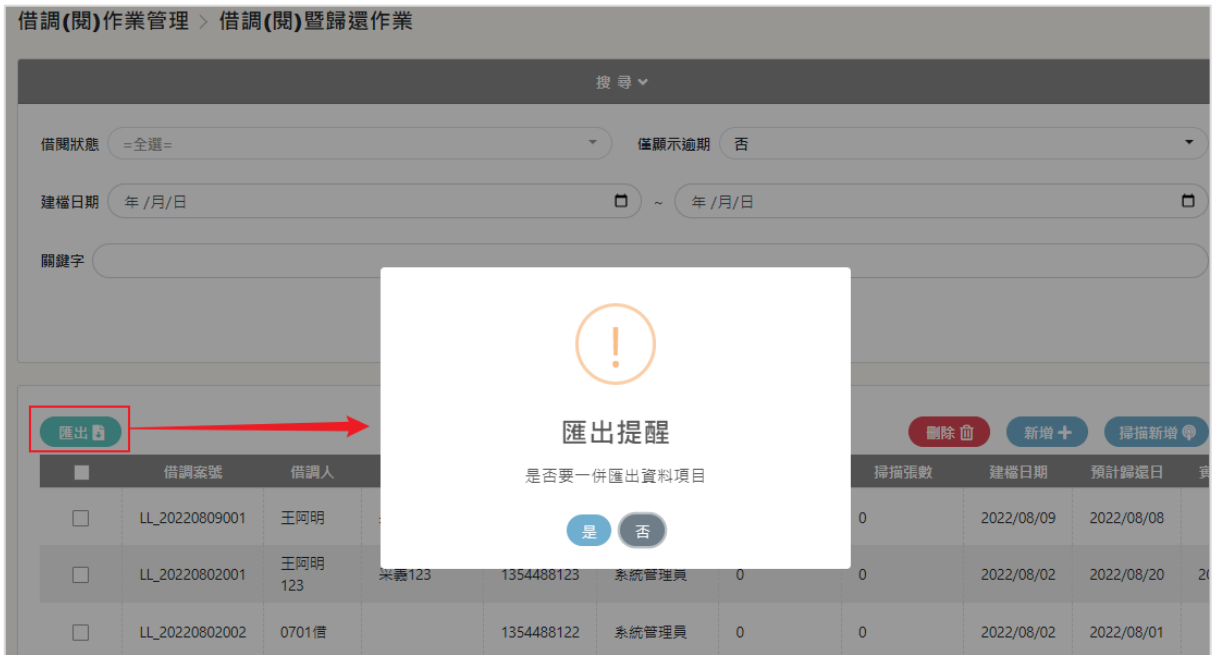 借調(閱)作業管理 > 借調(閱)暨歸還作業
搜 尋
借閱狀態 =全選= 僅顯示逾期 否
建檔日期 年 /月/日 ~ 年 /月/日
關鍵字
!
匯出提醒
是否要一併匯出資料項目
是 否
匯出 刪除 新增 掃描新增
借調案號 借調人 掃描張數 建檔日期 預計歸還日
LL_20220809001 王阿明 0 2022/08/09 2022/08/08
LL_20220802001 王阿明 123 采義123 1354488123 系統管理員 0 0 2022/08/02 2022/08/20
LL_20220802002 0701借 1354488122 系統管理員 0 0 2022/08/02 2022/08/01